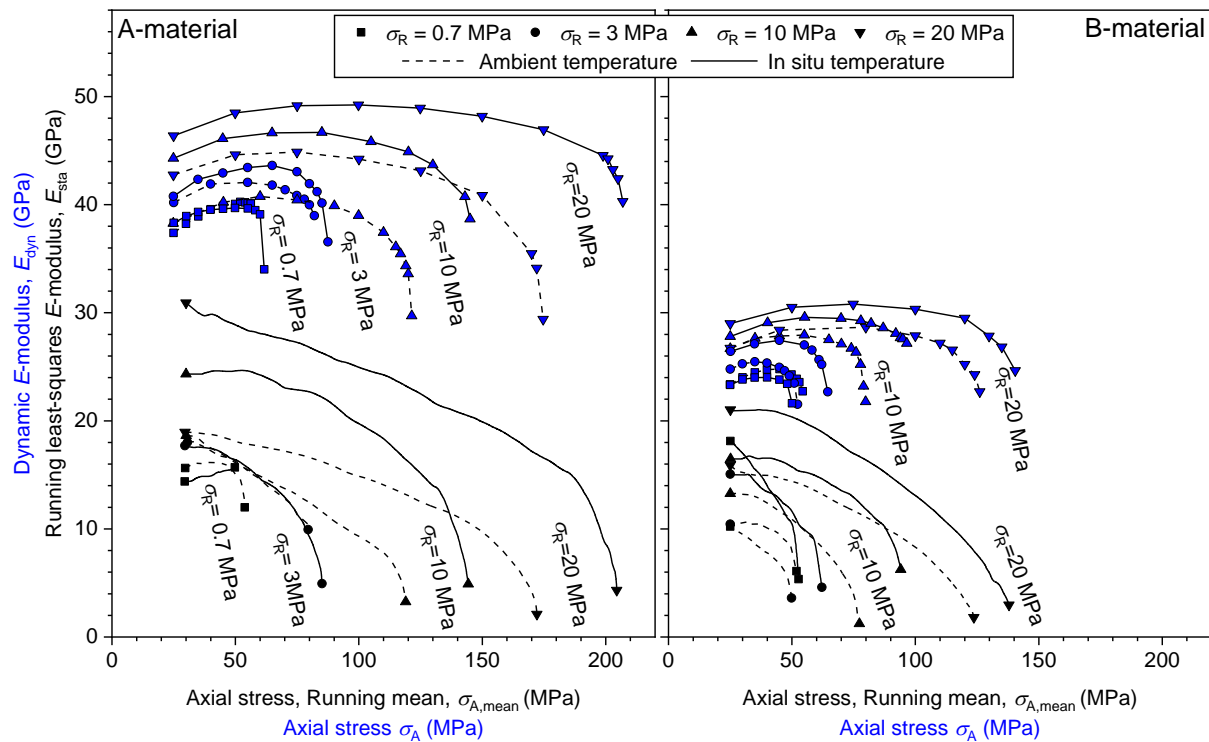 A-material
B-material
σR = 0.7 MPa σR = 3 MPa σR = 10 MPa σR = 20 MPa
Ambient temperature In situ temperature
Dynamic E-modulus, Edyn (GPa)
Running least-squares E-modulus, Esta (GPa)
50
40
30
20
10
0
σR=20 MPa
σR=10 MPa
σR= 3 MPa
σR= 0.7 MPa
σR= 0.7 MPa
σR= 3MPa
σR=10 MPa
σR=20 MPa
σR=10 MPa
σR=20 MPa
σR=10 MPa
σR=20 MPa
0 50 100 150 200
0 50 100 150 200
Axial stress, Running mean, σA,mean (MPa)
Axial stress σA (MPa)
Axial stress, Running mean, σA,mean (MPa)
Axial stress σA (MPa)